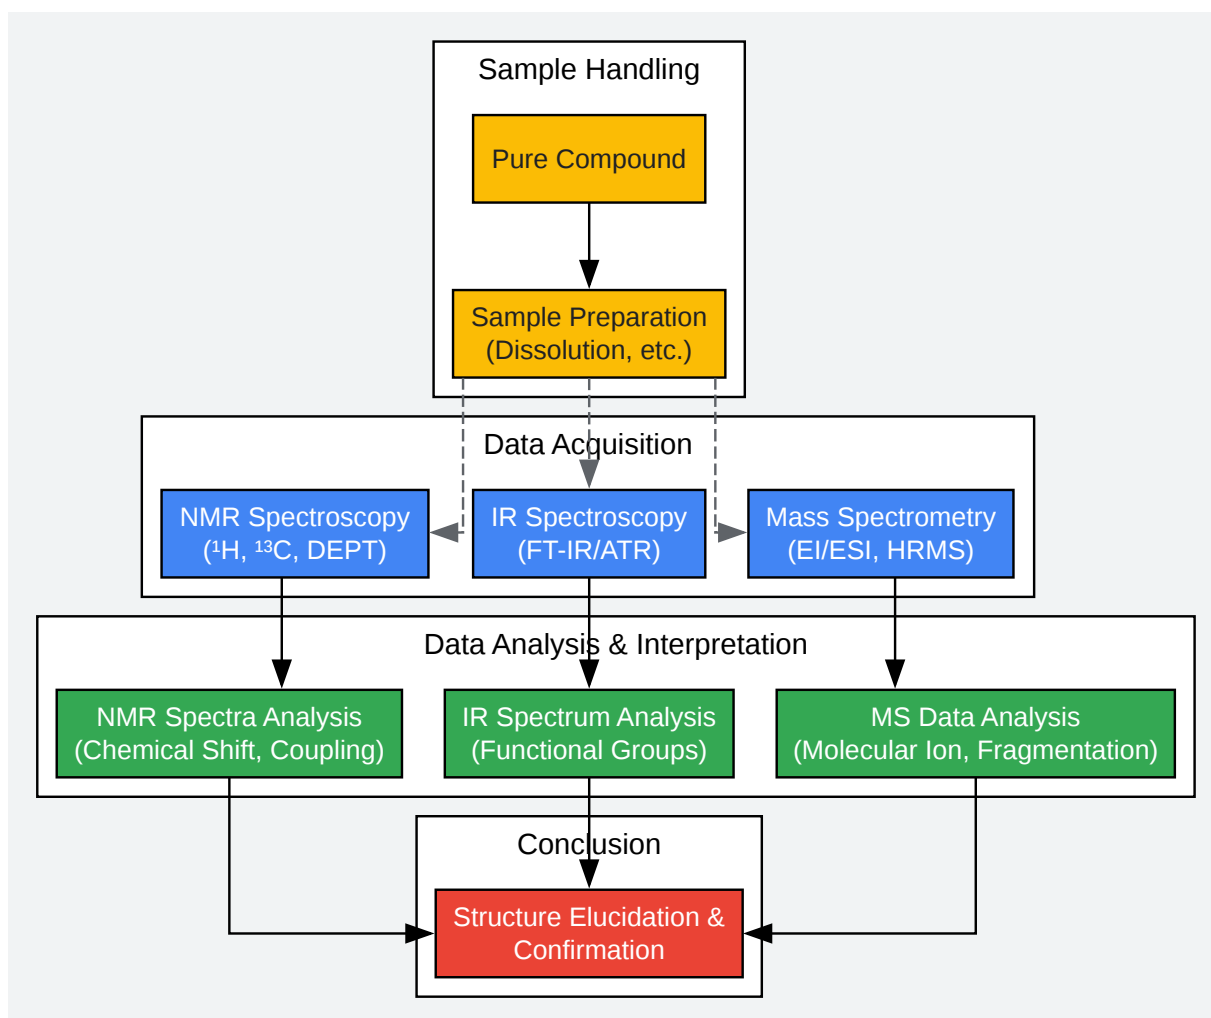 Sample Handling
Pure Compound
Sample Preparation
(Dissolution, etc.)
Data Acquisition
NMR Spectroscopy
(¹H, ¹³C, DEPT)
IR Spectroscopy
(FT-IR/ATR)
Mass Spectrometry
(EI/ESI, HRMS)
Data Analysis & Interpretation
NMR Spectra Analysis
(Chemical Shift, Coupling)
IR Spectrum Analysis
(Functional Groups)
MS Data Analysis
(Molecular Ion, Fragmentation)
Conclusion
Structure Elucidation &
Confirmation